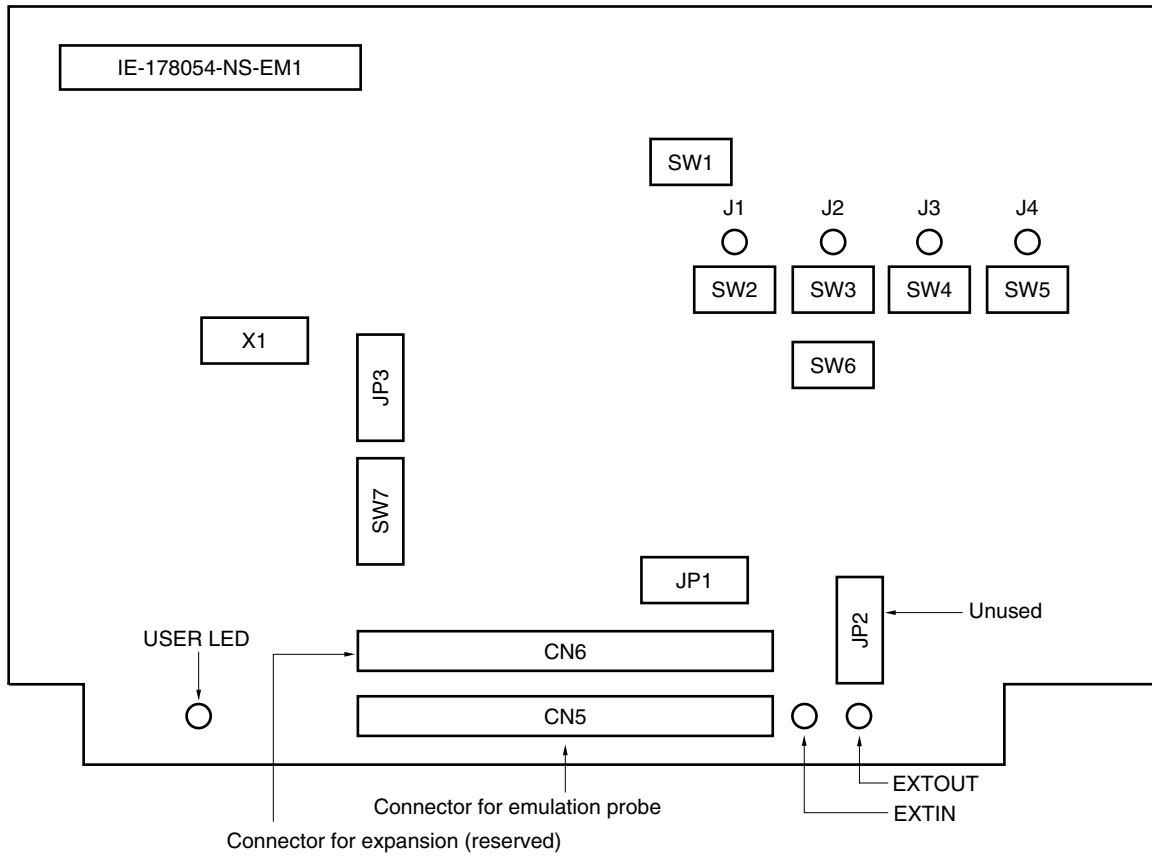 IE-178054-NS-EM1
SW1
J1 J2 J3 J4
SW2 SW3 SW4 SW5
X1
JP3
SW6
SW7
JP1
JP2
Unused
USER LED
CN6
CN5
EXTOUT
Connector for emulation probe
EXTIN
Connector for expansion (reserved)